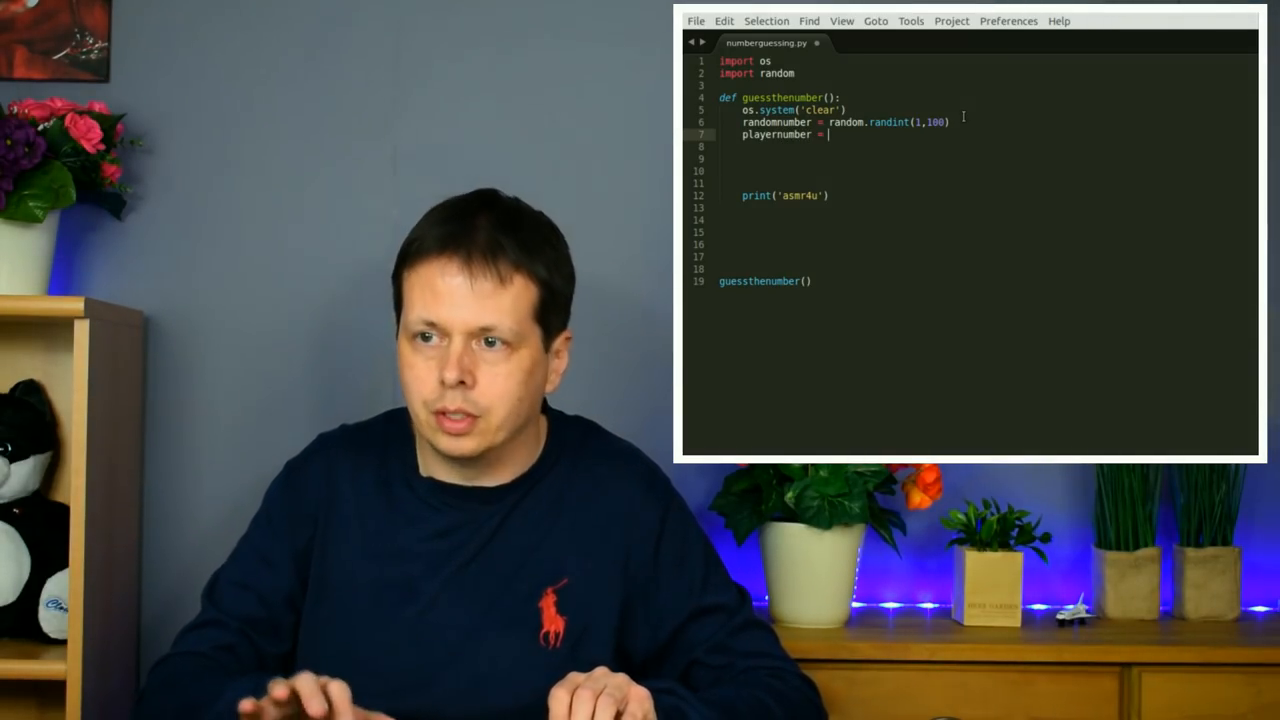 File Edit Selection Find View Goto Tools Project Preferences Help
numberguessing.py
1 import os
2 import random
3
4 def guessthenumber():
5 os.system('clear')
6 randomnumber = random.randint(1,100)
7 playernumber =
8
9
10
11
12 print('asmr4u')
13
14
15
16
17
18
19 guessthenumber()